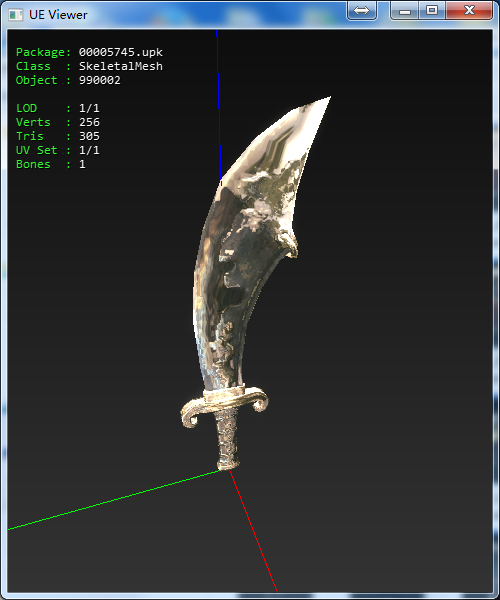 UE Viewer
Package: 00005745.upk
Class : SkeletalMesh
Object : 990002
LOD : 1/1
Verts : 256
Tris : 305
UV Set : 1/1
Bones : 1